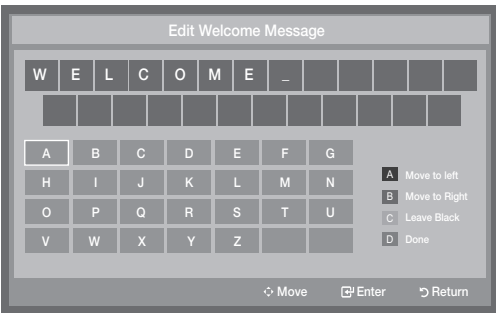 Edit Welcome Message
W E L C O M E _
A B C D E F G
H I J K L M N
O P Q R S T U
V W X Y Z
A Move to left
B Move to Right
C Leave Black
D Done
Move Enter Return